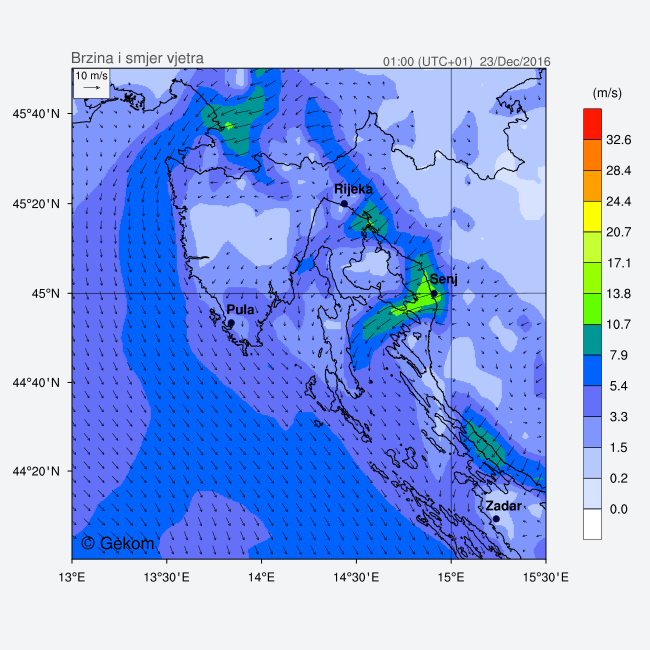 Brzina i smjer vjetra
01:00 (UTC+01) 23/Dec/2016
10 m/s
(m/s)
45°40'
45°20'
45°N
44°40'
44°20'
Rijeka
Senj
Pula
Zadar
© Gekom
13°E
13°30'E
14°E
14°30'E
15°E
15°30'E
32.6
28.4
24.4
20.7
17.1
13.8
10.7
7.9
5.4
3.3
1.5
0.2
0.0